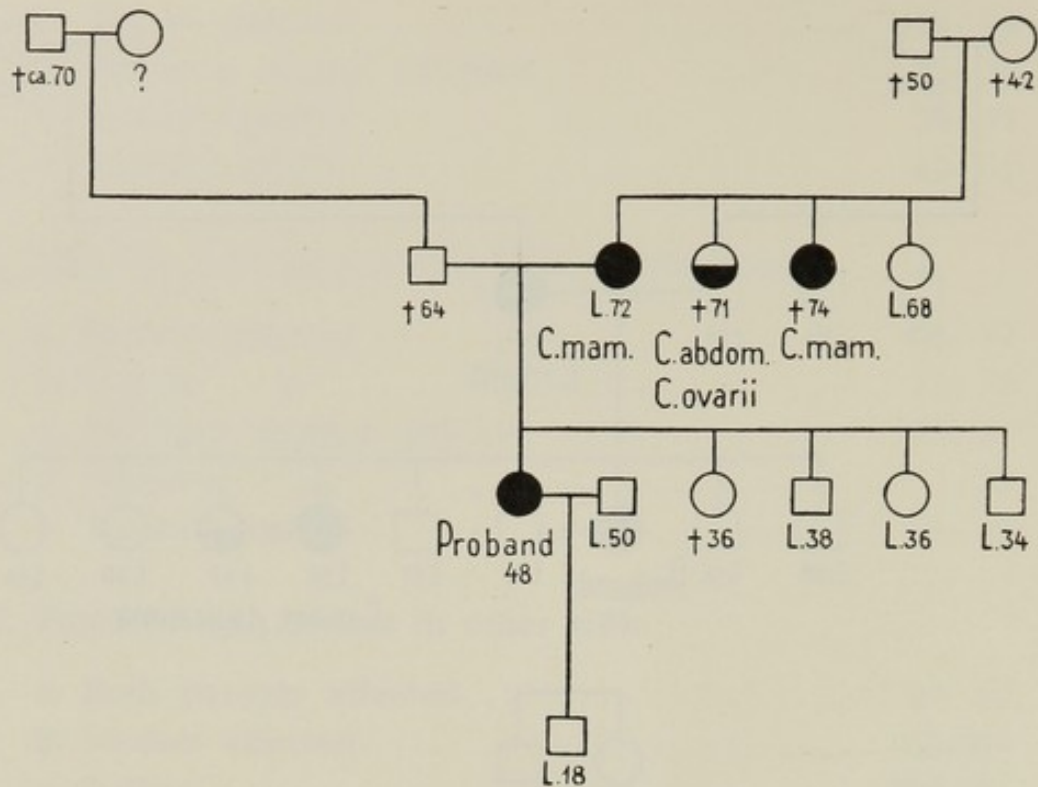 †ca.70
?
†50
†42
†64
L.72
†71
†74
L.68
C.mam.
C.abdom.
C.mam.
C.ovarii
Proband
48
L.50
†36
L.38
L.36
L.34
L.18